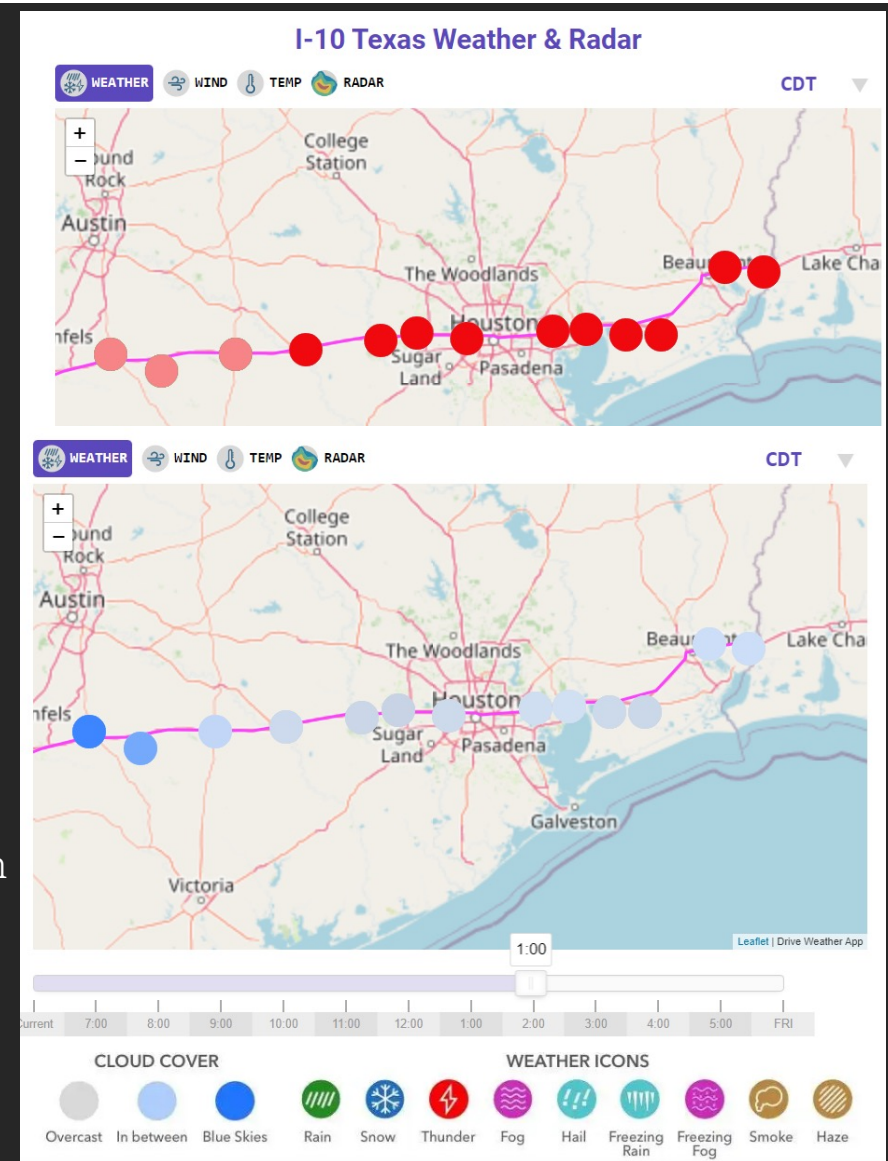 I-10 Texas Weather & Radar
WEATHER WIND TEMP RADAR CDT
+
−
College
Station
Rock
Austin
The Woodlands
Lake Cha
Houston
Sugar
Land
Pasadena
WEATHER WIND TEMP RADAR CDT
+
−
College
Station
Rock
Austin
The Woodlands
Lake Cha
Houston
Sugar
Land
Pasadena
Galveston
Victoria
Leaflet | Drive Weather App
1:00
7:00 8:00 9:00 10:00 11:00 12:00 1:00 2:00 3:00 4:00 5:00 FRI
CLOUD COVER WEATHER ICONS
Overcast In between Blue Skies Rain Snow Thunder Fog Hail Freezing Rain Freezing Fog Smoke Haze